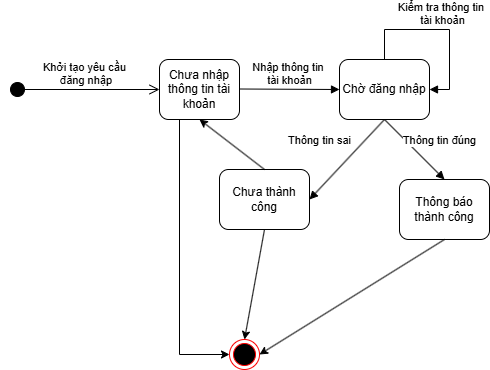 Kiểm tra thông tin
tài khoản
Khởi tạo yêu cầu
đăng nhập
Chưa nhập
thông tin tài
khoản
Nhập thông tin
tài khoản
Chờ đăng nhập
Thông tin sai
Thông tin đúng
Chưa thành
công
Thông báo
thành công